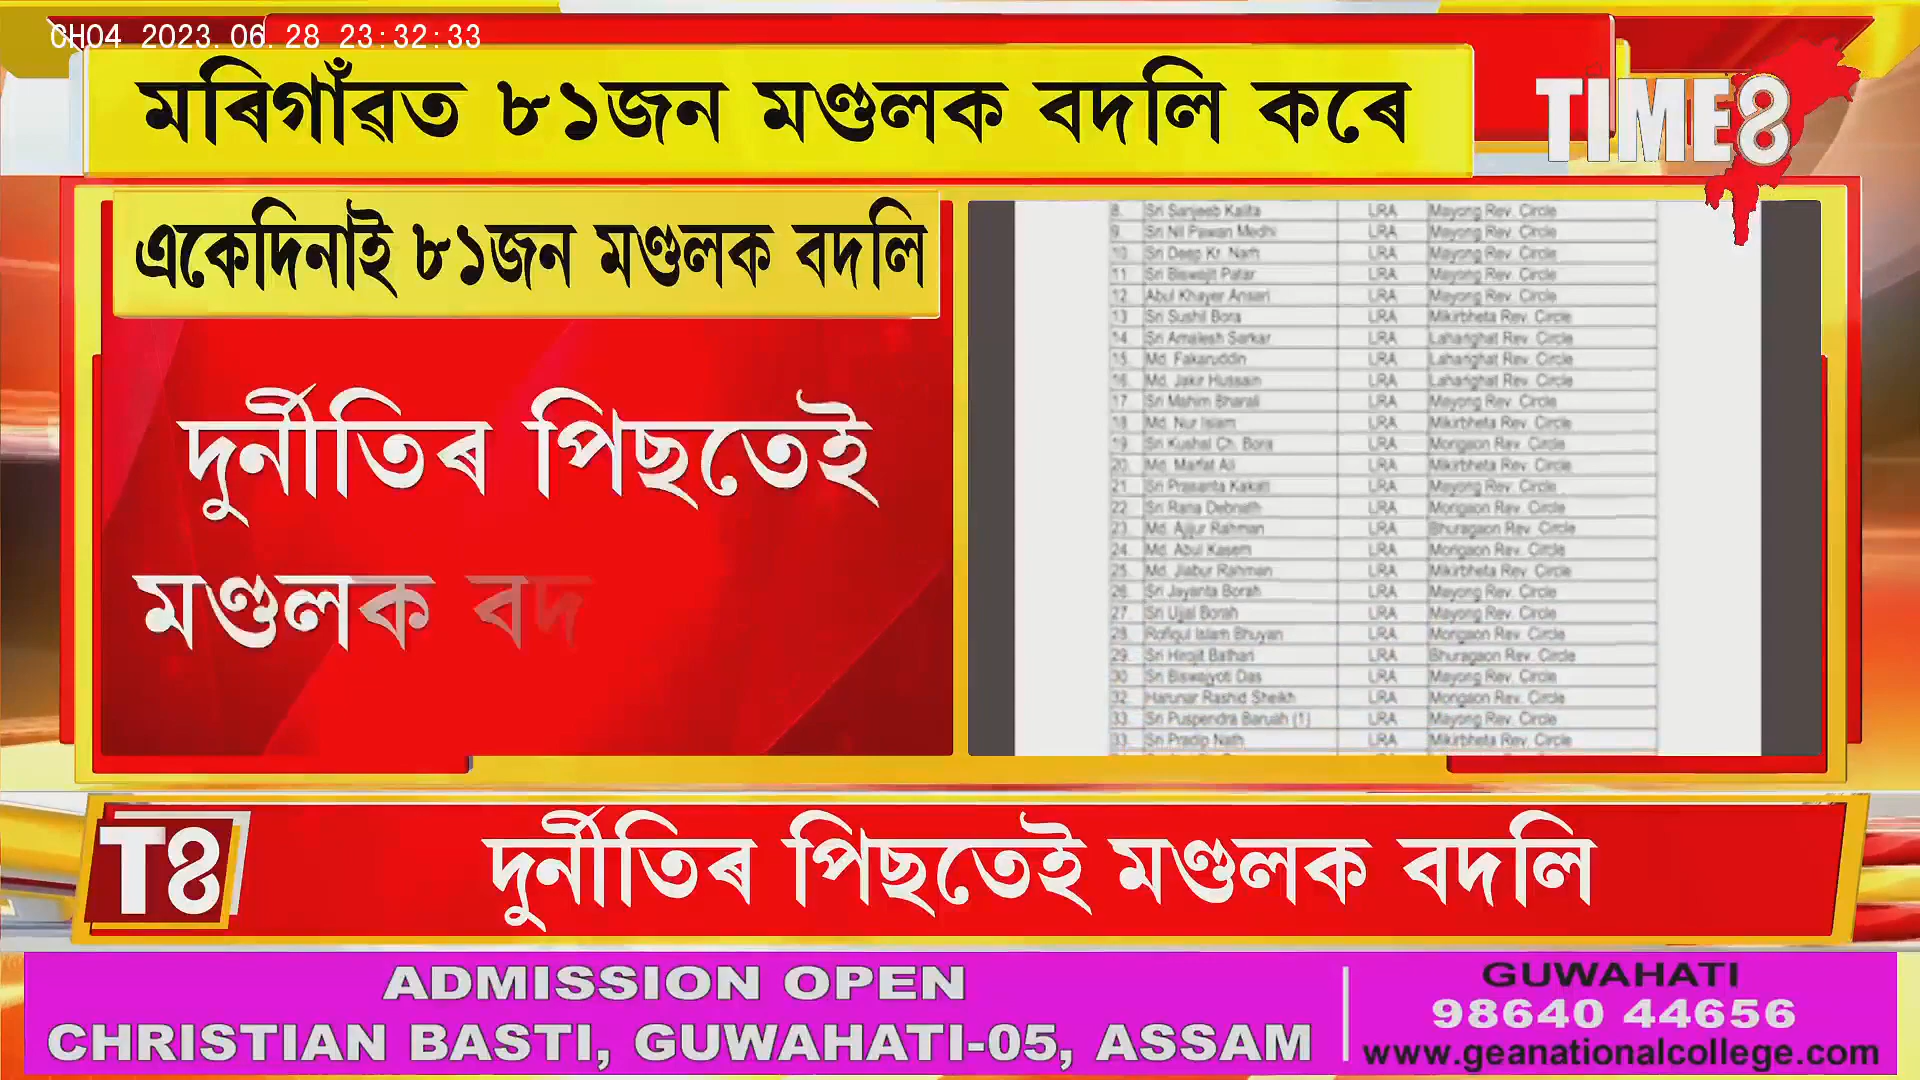 CH04 2023.06.28 23:32:33
মৰিগাঁৱত ৮১জন মণ্ডলক বদলি কৰে
TIME8
একেদিনাই ৮১জন মণ্ডলক বদলি
দুৰ্নীতিৰ পিছতেই
মণ্ডলক বদ
8. Sri Sanjeeb Kalita LRA Mayong Rev. Circle
9. Sri Nil Pawan Medhi LRA Mayong Rev. Circle
10 Sri Deep Kr. Nath LRA Mayong Rev. Circle
11 Sri Biswajit Patar LRA Mayong Rev. Circle
12. Abul Khayer Ansari LRA Mayong Rev. Circle
13 Sri Sushil Bora LRA Mikirbheta Rev. Circle
14. Sri Amalesh Sarkar LRA Laharighat Rev. Circle
15. Md. Fakaruddin LRA Laharighat Rev. Circle
16. Md. Jakir Hussain LRA Laharighat Rev. Circle
17 Sri Mahim Bharali LRA Mayong Rev. Circle
18 Md. Nur Islam LRA Mikirbheta Rev. Circle
19 Sri Kushal Ch. Bora LRA Morigaon Rev. Circle
20. Md. Marfat Ali LRA Mikirbheta Rev. Circle
21 Sri Prasanta Kakati LRA Mayong Rev. Circle
22 Sri Rana Debnath LRA Morigaon Rev. Circle
23. Md. Ajijur Rahman LRA Bhuragaon Rev. Circle
24. Md. Abul Kasem LRA Morigaon Rev. Circle
25. Md. Jiabur Rahman LRA Mikirbheta Rev. Circle
26. Sri Jayanta Borah LRA Mayong Rev. Circle
27. Sri Ujjal Borah LRA Mayong Rev. Circle
28. Rofiqul Islam Bhuyan LRA Morigaon Rev. Circle
29. Sri Hirojit Bathari LRA Bhuragaon Rev. Circle
30 Sri Biswajyoti Das LRA Mayong Rev. Circle
32. Harunar Rashid Sheikh LRA Morigaon Rev. Circle
33. Sri Puspendra Baruah (1) LRA Mayong Rev. Circle
33. Sri Pradip Nath LRA Mikirbheta Rev. Circle
T8 দুৰ্নীতিৰ পিছতেই মণ্ডলক বদলি
ADMISSION OPEN
CHRISTIAN BASTI, GUWAHATI-05, ASSAM
GUWAHATI
98640 44656
www.geanationalcollege.com